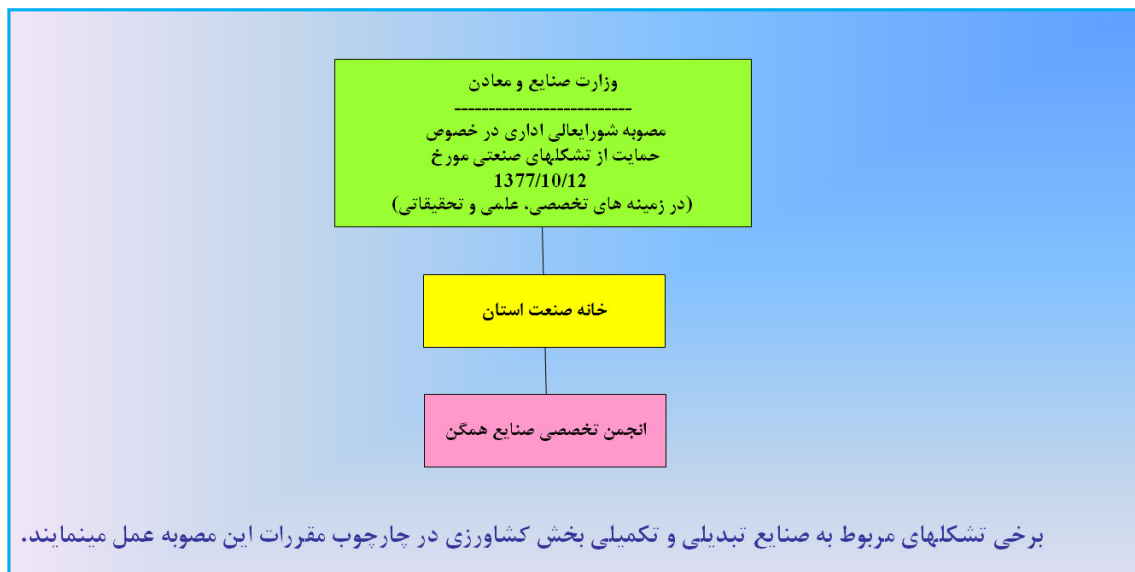 وزارت صنایع و معادن
--------------------------
مصوبه شورایعالی اداری در خصوص
حمایت از تشکلهای صنعتی مورخ
1377/10/12
(در زمینه های تخصصی، علمی و تحقیقاتی)
خانه صنعت استان
انجمن تخصصی صنایع همگن
برخی تشکلهای مربوط به صنایع تبدیلی و تکمیلی بخش کشاورزی در چارچوب مقررات این مصوبه عمل مینمایند.